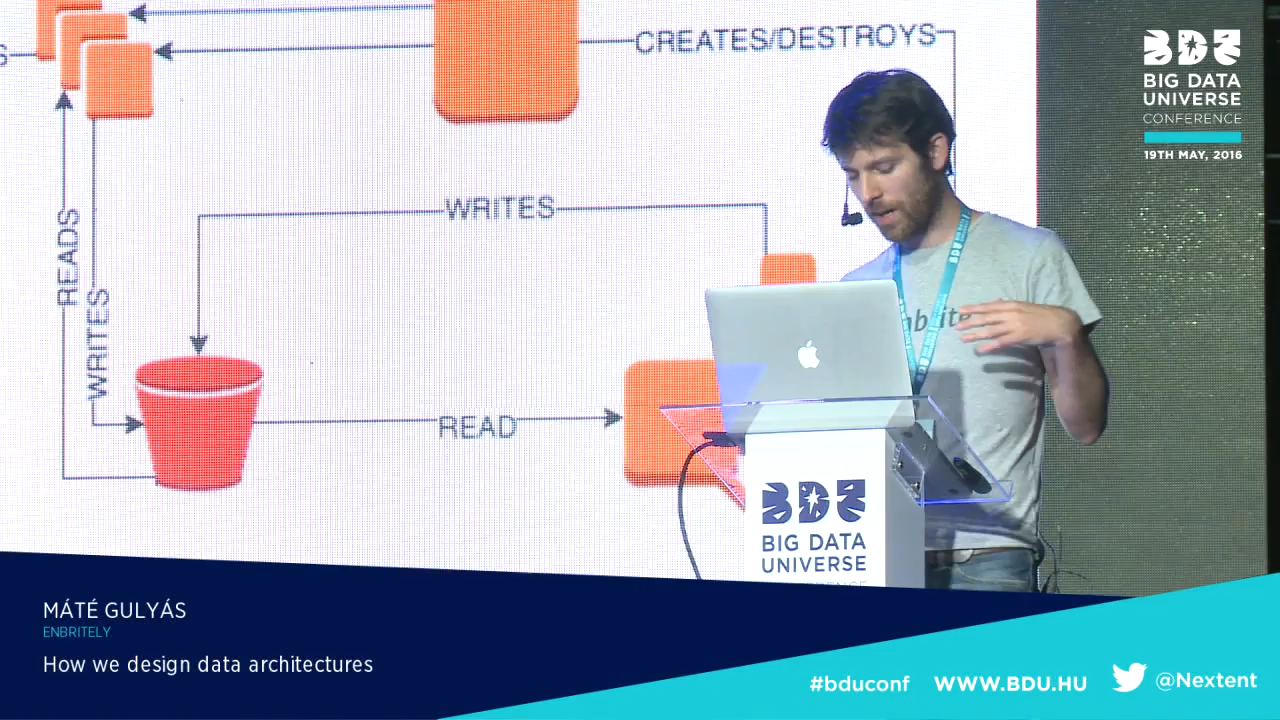 CREATES/DESTROYS
WRITES
READS
WRITES
READ
BIG DATA
UNIVERSE
CONFERENCE
19TH MAY, 2016
BIG DATA
UNIVERSE
MÁTÉ GULYÁS
ENBRITELY
How we design data architectures
#bduconf
WWW.BDU.HU
@Nextent